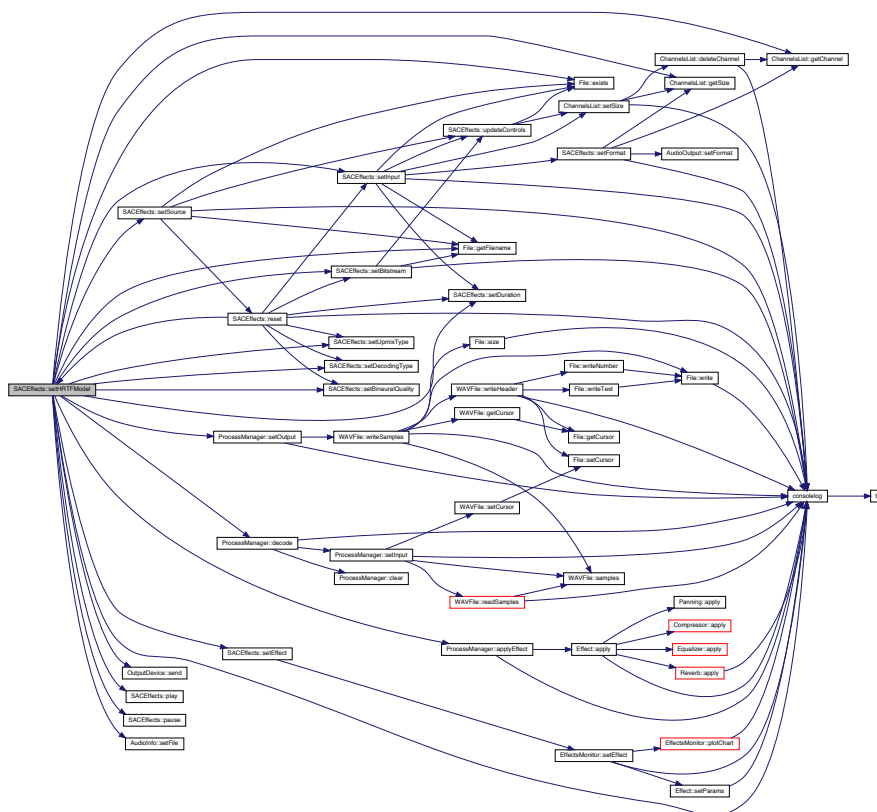 ChannelsList::deleteChannel
ChannelsList::getChannel
File::exists
ChannelsList::getSize
ChannelsList::setSize
SACEffects::updateControls
SACEffects::setFormat
AudioOutput::setFormat
SACEffects::setInput
SACEffects::setSource
File::getFilename
SACEffects::setBitstream
SACEffects::setDuration
SACEffects::reset
SACEffects::setUpmixType
File::size
SACEffects::setDecodingType
File::writeNumber
File::write
SACEffects::setHRTFModel
SACEffects::setBinauralQuality
WAVFile::writeHeader
File::writeText
WAVFile::getCursor
ProcessManager::setOutput
WAVFile::writeSamples
File::getCursor
File::setCursor
consolelog
WAVFile::setCursor
ProcessManager::decode
ProcessManager::setInput
ProcessManager::clear
WAVFile::samples
WAVFile::readSamples
Panning::apply
Compressor::apply
SACEffects::setEffect
ProcessManager::applyEffect
Effect::apply
Equalizer::apply
OutputDevice::send
Reverb::apply
SACEffects::play
SACEffects::pause
AudioInfo::setFile
EffectsMonitor::plotChart
EffectsMonitor::setEffect
Effect::setParams